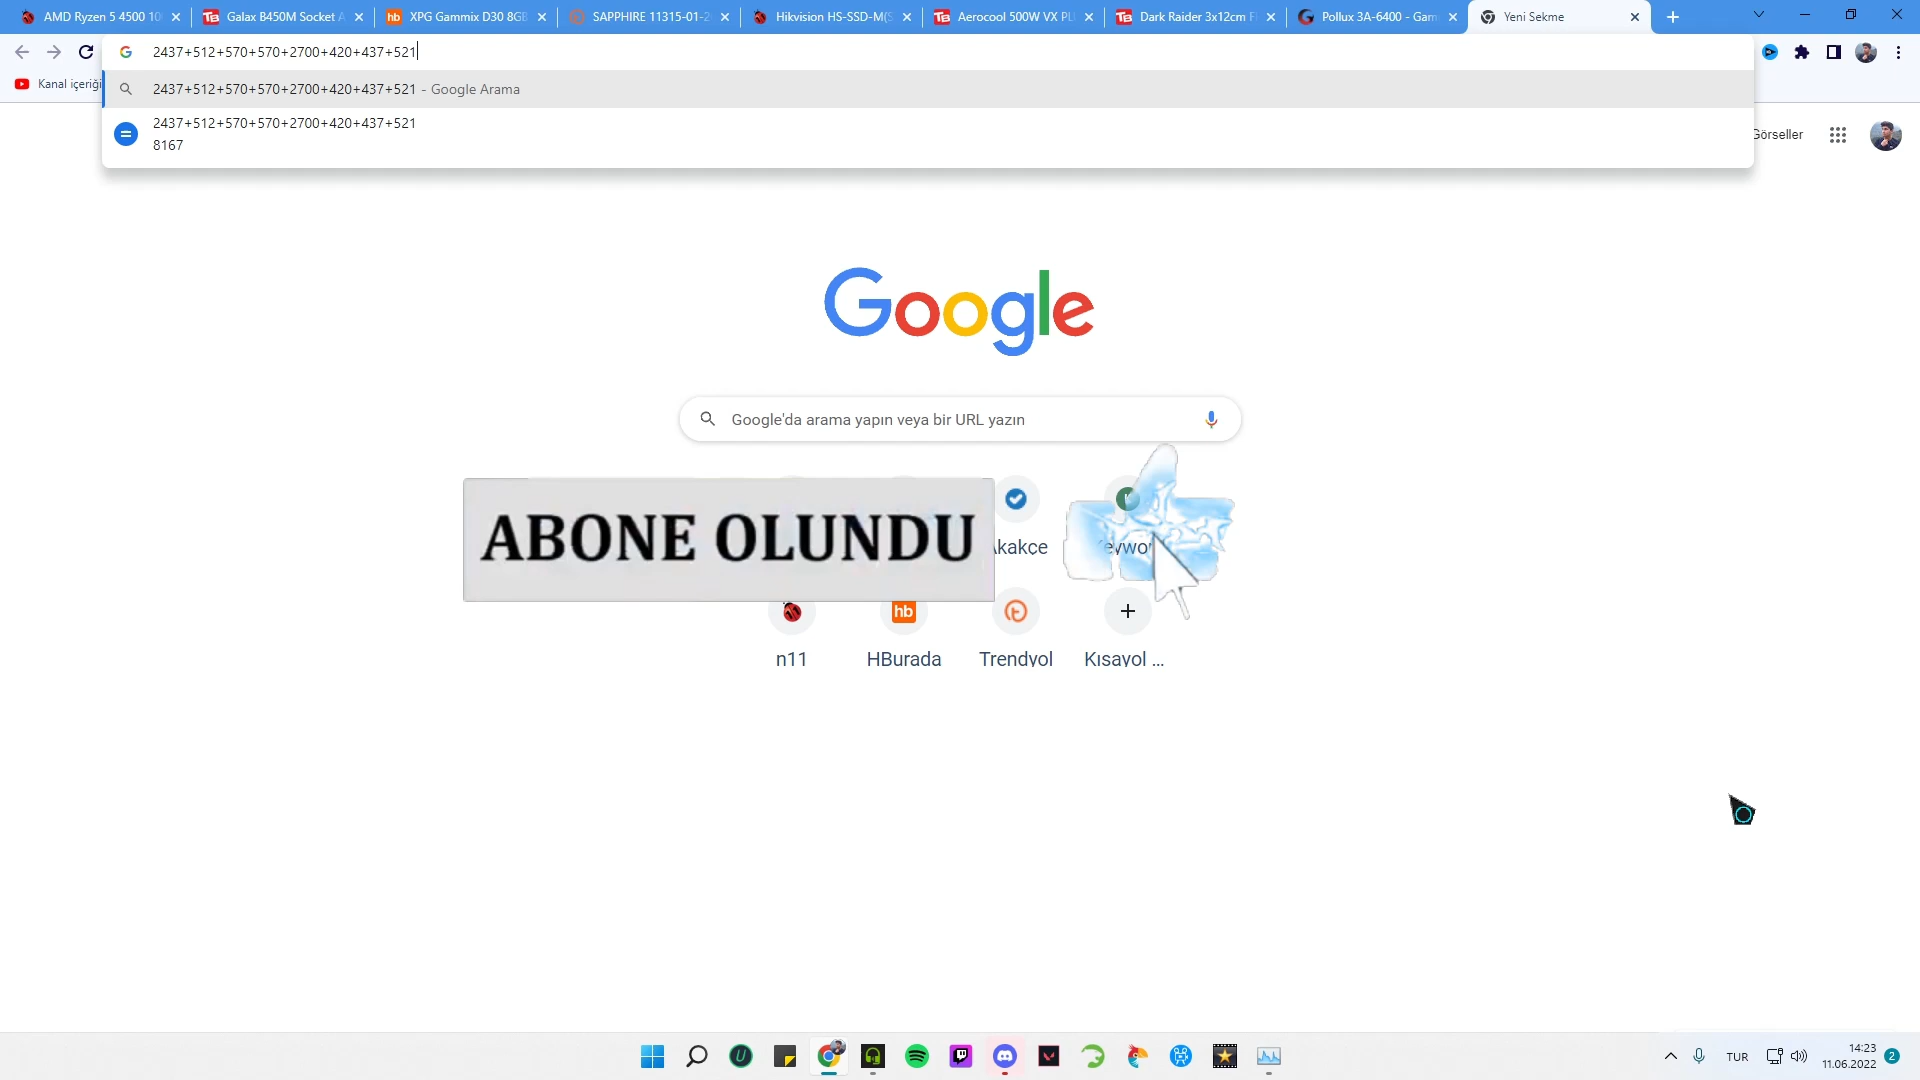 AMD Ryzen 5 4500 10
Galax B450M Socket A
XPG Gammix D30 8GB
SAPPHIRE 11315-01-2
Hikvision HS-SSD-M(S
Aerocool 500W VX PL
Dark Raider 3x12cm F
Pollux 3A-6400 - Gam
Yeni Sekme
2437+512+570+570+2700+420+437+521
Kanal içeriği
2437+512+570+570+2700+420+437+521 - Google Arama
2437+512+570+570+2700+420+437+521
8167
Görseller
Google
Google'da arama yapın veya bir URL yazın
ABONE OLUNDU
Akakçe
hb
n11
HBurada
Trendyol
Kısayol ...
TUR
14:23
11.06.2022
2